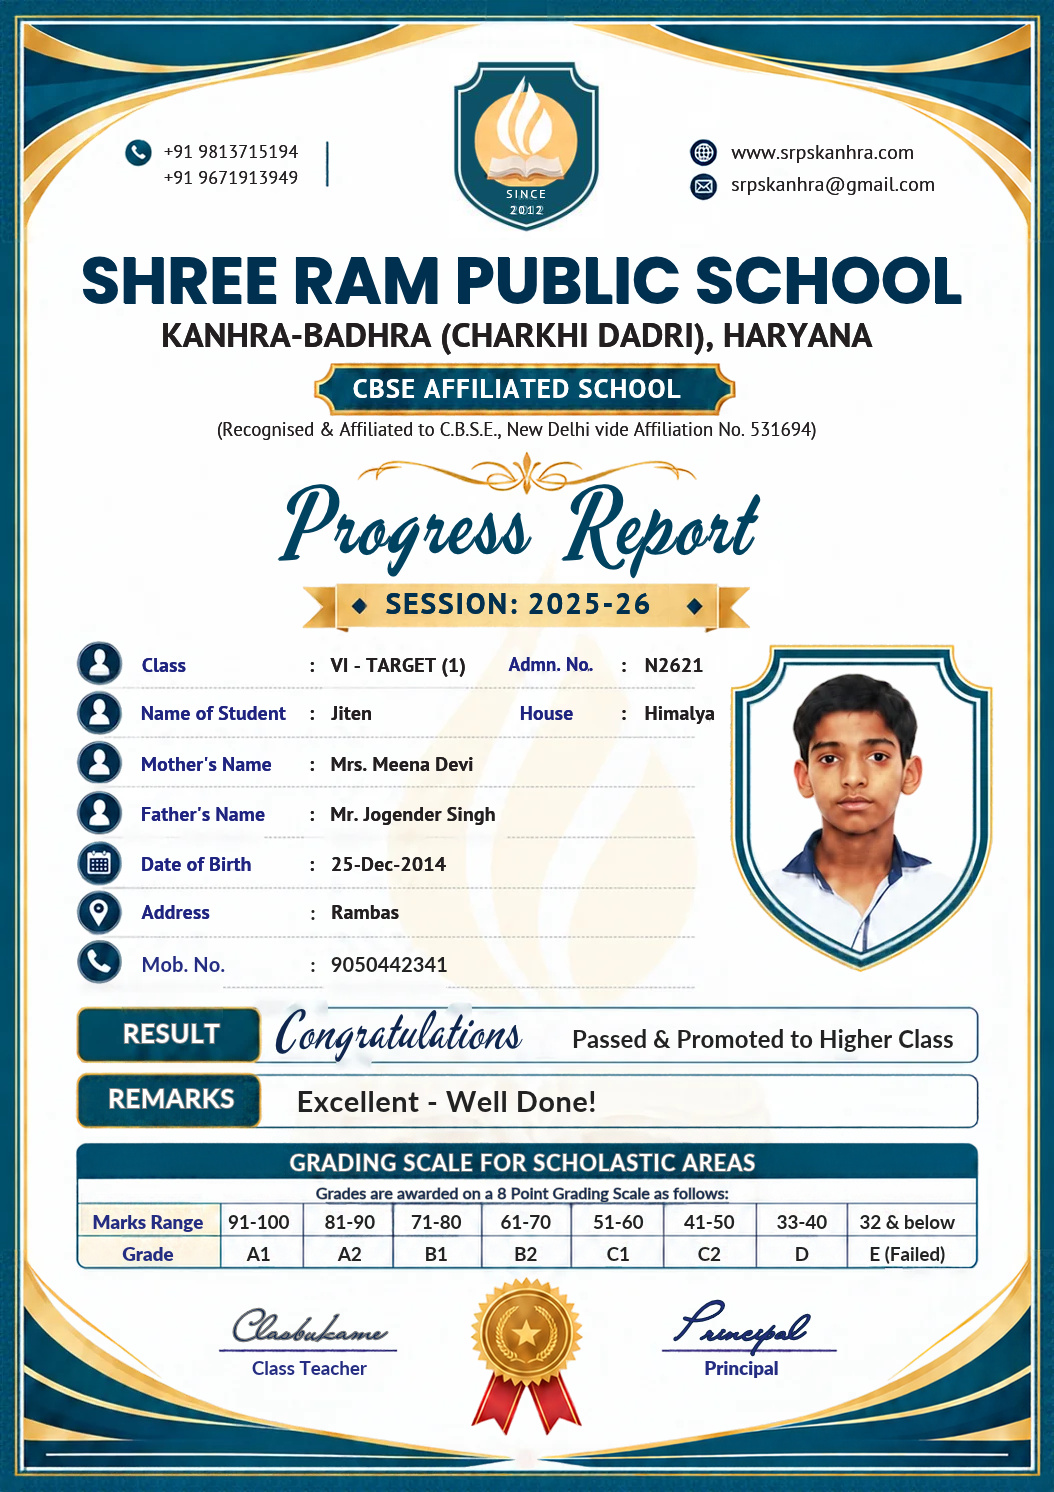 +91 9813715194
+91 9671913949
www.srpskanhra.com
srpskanhra@gmail.com
SINCE
2012
SHREE RAM PUBLIC SCHOOL
KANHRA-BADHRA (CHARKHI DADRI), HARYANA
CBSE AFFILIATED SCHOOL
(Recognised & Affiliated to C.B.S.E., New Delhi vide Affiliation No. 531694)
Progress Report
SESSION: 2025-26
Class : VI - TARGET (1) Admn. No. : N2621
Name of Student : Jiten House : Himalya
Mother's Name : Mrs. Meena Devi
Father's Name : Mr. Jogender Singh
Date of Birth : 25-Dec-2014
Address : Rambas
Mob. No. : 9050442341
RESULT Congratulations Passed & Promoted to Higher Class
REMARKS Excellent - Well Done!
GRADING SCALE FOR SCHOLASTIC AREAS
Grades are awarded on a 8 Point Grading Scale as follows:
Marks Range 91-100 81-90 71-80 61-70 51-60 41-50 33-40 32 & below
Grade A1 A2 B1 B2 C1 C2 D E (Failed)
Principal
Class Teacher Principal